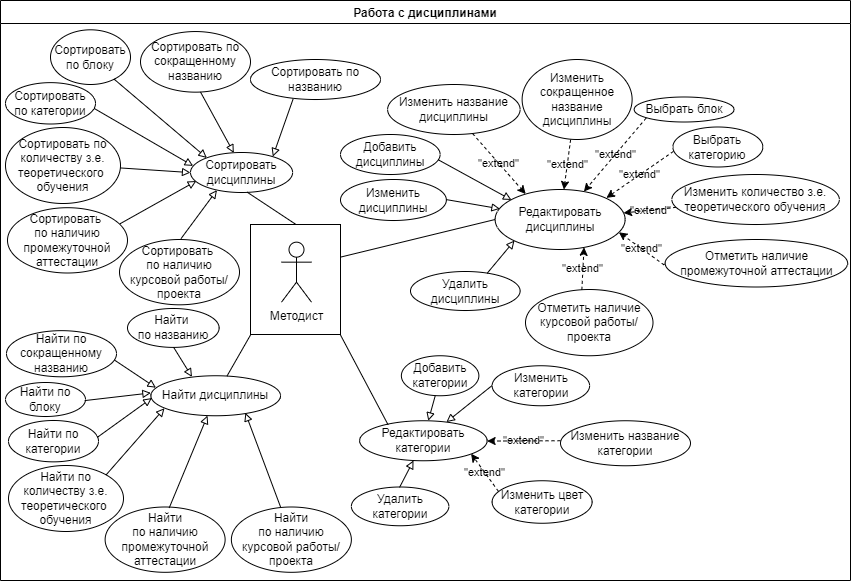 Работа с дисциплинами
Сортировать
по блоку
Сортировать по
сокращенному
названию
Сортировать по
названию
Сортировать
по категории
Сортировать по
количеству з.е.
теоретического
обучения
Сортировать
по наличию
промежуточной
аттестации
Сортировать
по наличию
курсовой работы/
проекта
Сортировать
дисциплины
Изменить название
дисциплины
Изменить
сокращенное
название
дисциплины
Выбрать блок
Выбрать
категорию
Добавить
дисциплины
Изменить
дисциплины
"extend"
"extend"
"extend"
"extend"
"extend"
"extend"
"extend"
Изменить количество з.е.
теоретического обучения
Редактировать
дисциплины
Отметить наличие
промежуточной аттестации
Удалить
дисциплины
Отметить наличие
курсовой работы/
проекта
Методист
Найти
по названию
Найти по
сокращенному
названию
Найти по
блоку
Найти дисциплины
Найти по
категории
Найти по
количеству з.е.
теоретического
обучения
Найти
по наличию
промежуточной
аттестации
Найти
по наличию
курсовой работы/
проекта
Добавить
категории
Изменить
категории
Редактировать
категории
"extend"
Изменить название
категории
"extend"
Удалить
категории
Изменить цвет
категории